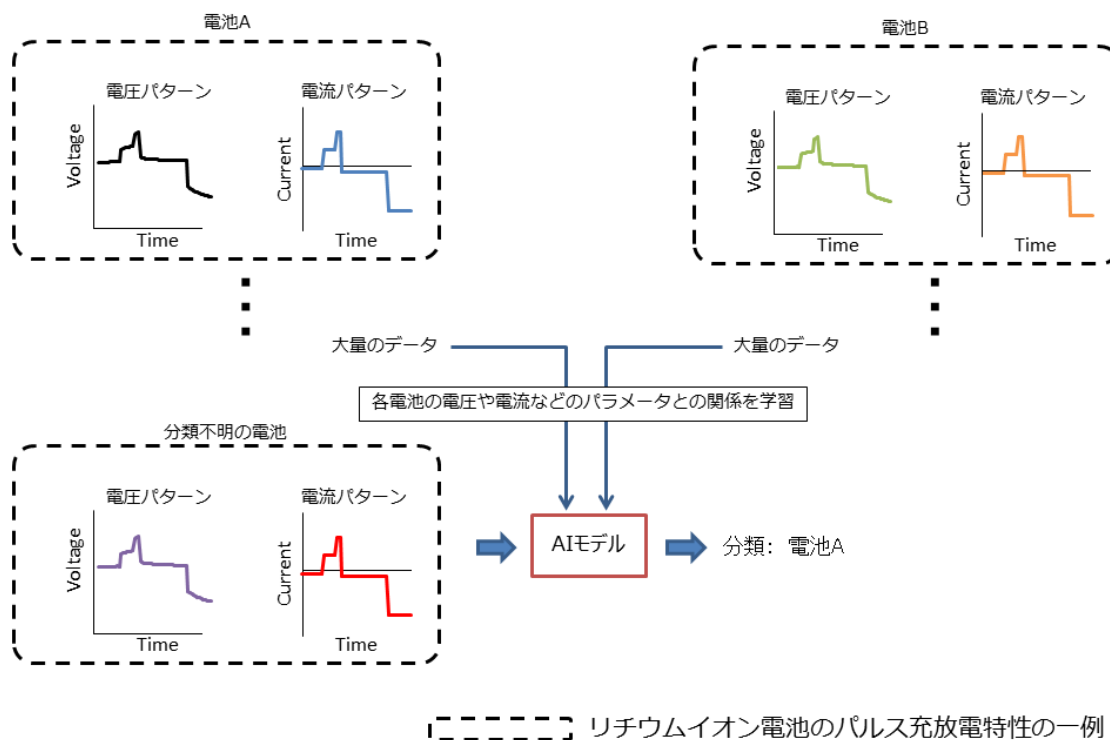 電池A
電圧パターン
電流パターン
Voltage
Time
Current
Time
電池B
電圧パターン
電流パターン
Voltage
Time
Current
Time
大量のデータ
大量のデータ
各電池の電圧や電流などのパラメータとの関係を学習
分類不明の電池
電圧パターン
電流パターン
Voltage
Time
Current
Time
AIモデル
分類: 電池A
リチウムイオン電池のパルス充放電特性の一例